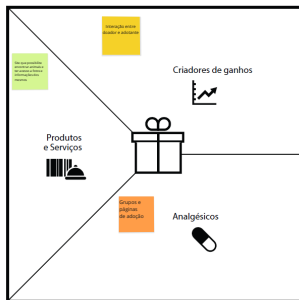 Interação entre
doador e adotante
Criadores de ganhos
Produtos
e Serviços
Grupos e
páginas
de adoção
Analgésicos